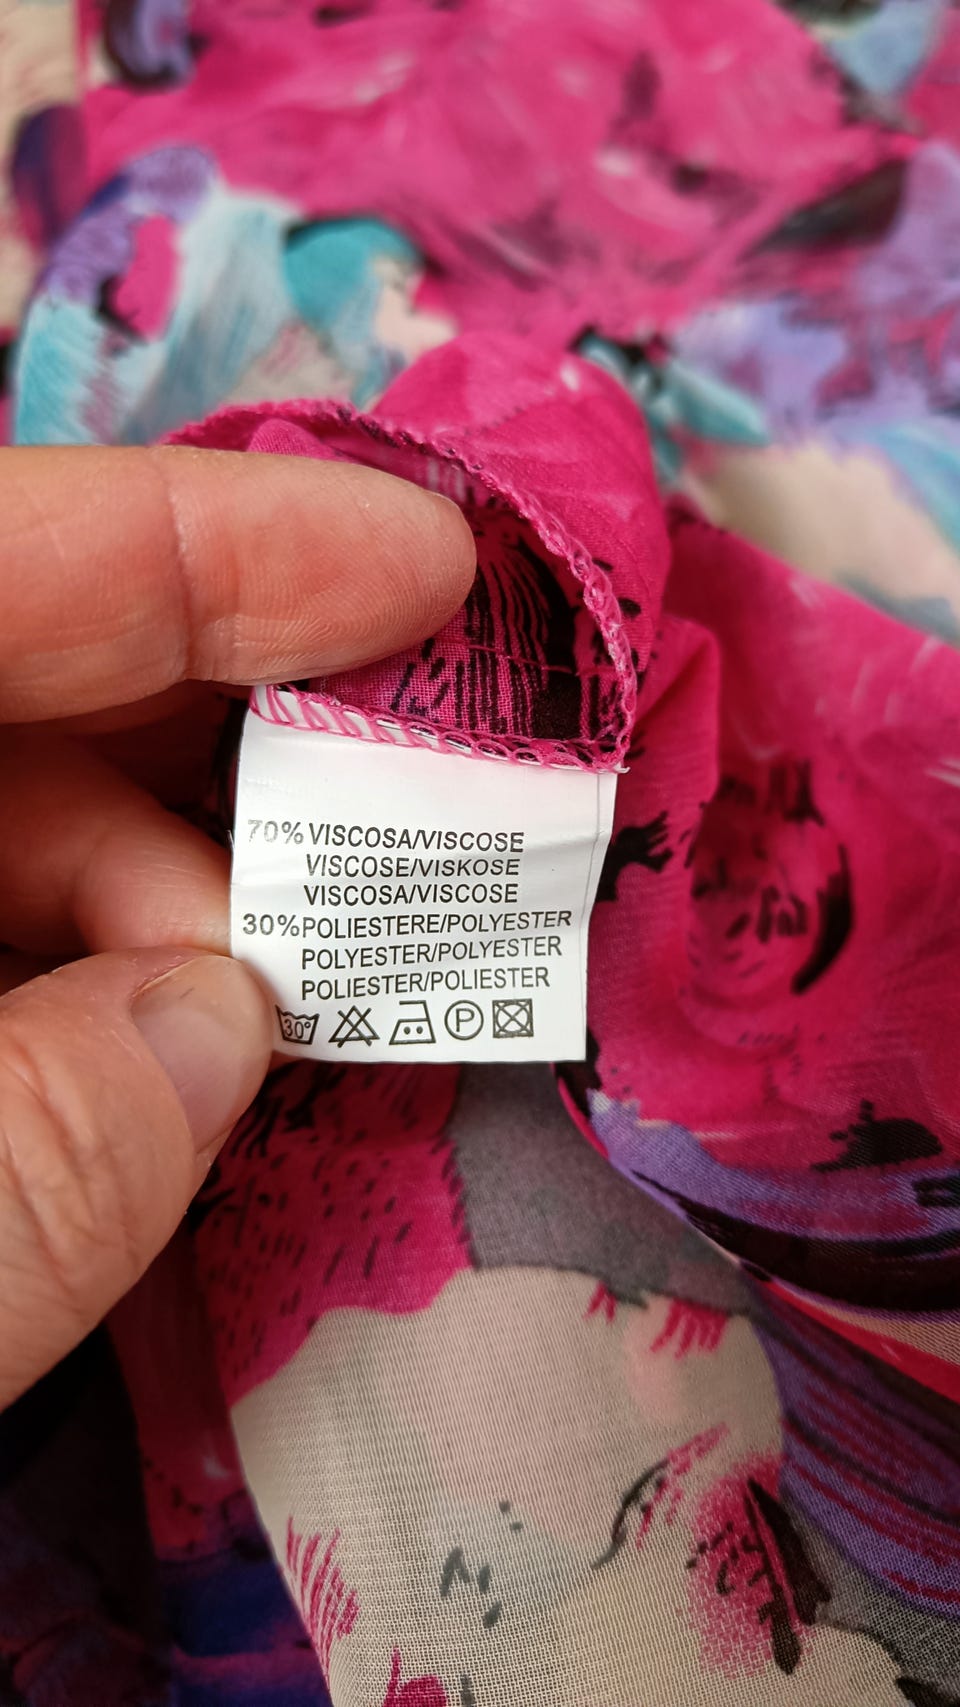 70% VISCOSA/VISCOSE
VISCOSE/VISKOSE
VISCOSA/VISCOSE
30% POLIESTERE/POLYESTER
POLYESTER/POLYESTER
POLIESTER/POLIESTER
30° P